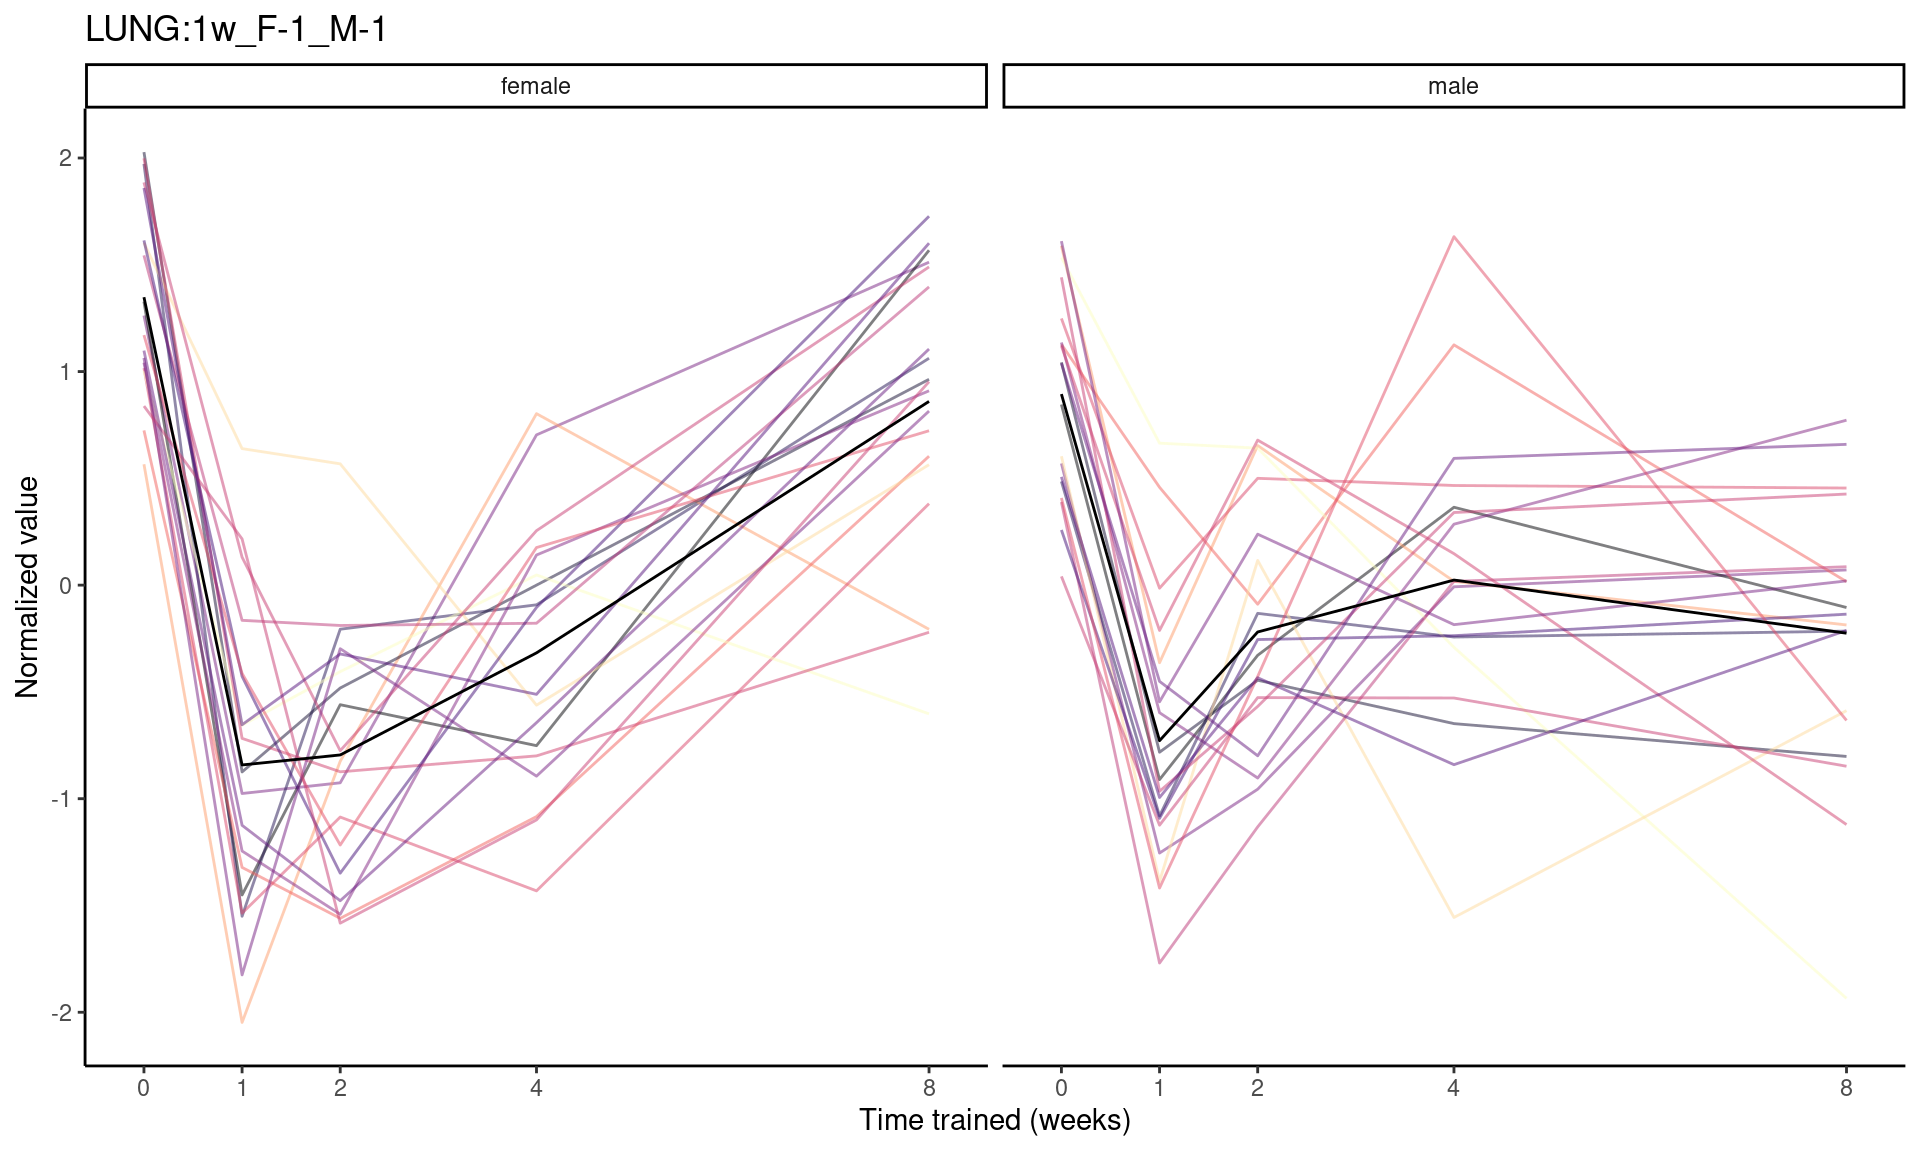 LUNG:1w_F-1_M-1
female
male
Normalized value
2
1
0
-1
-2
0 1 2 4 8
0 1 2 4 8
Time trained (weeks)